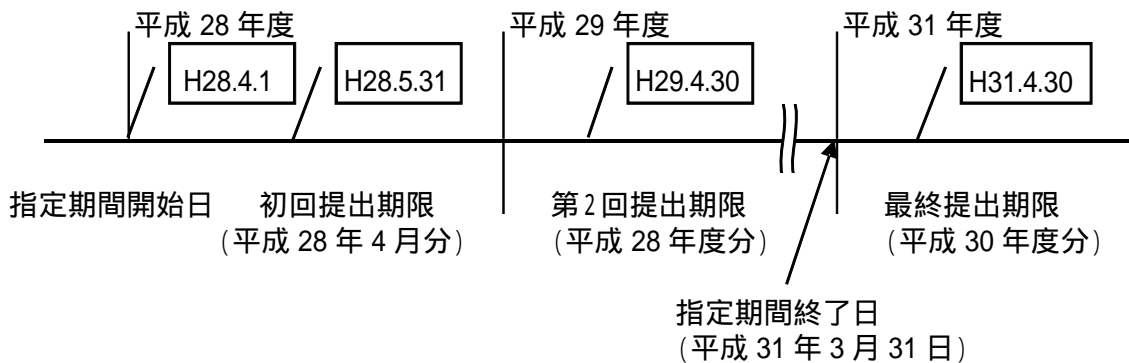 平成 28 年度
平成 29 年度
平成 31 年度
H28.4.1
H28.5.31
H29.4.30
H31.4.30
指定期間開始日
初回提出期限
(平成 28 年 4 月分)
第2回提出期限
(平成 28 年度分)
最終提出期限
(平成 30 年度分)
指定期間終了日
(平成 31 年 3 月 31 日)